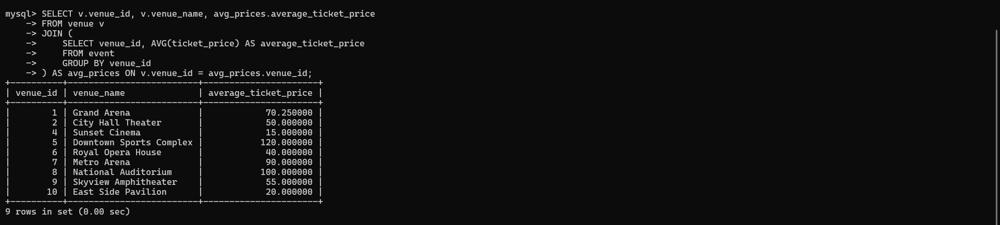 mysql> SELECT v.venue_id, v.venue_name, avg_prices.average_ticket_price
    -> FROM venue v
    -> JOIN (
    ->     SELECT venue_id, AVG(ticket_price) AS average_ticket_price
    ->     FROM event
    ->     GROUP BY venue_id
    -> ) AS avg_prices ON v.venue_id = avg_prices.venue_id;
+----------+-------------------------+----------------------+
| venue_id | venue_name              | average_ticket_price |
+----------+-------------------------+----------------------+
|        1 | Grand Arena             |            70.250000 |
|        2 | City Hall Theater       |            50.000000 |
|        4 | Sunset Cinema           |            15.000000 |
|        5 | Downtown Sports Complex |           120.000000 |
|        6 | Royal Opera House       |            40.000000 |
|        7 | Metro Arena             |            90.000000 |
|        8 | National Auditorium     |           100.000000 |
|        9 | Skyview Amphitheater    |            55.000000 |
|       10 | East Side Pavilion      |            20.000000 |
+----------+-------------------------+----------------------+
9 rows in set (0.00 sec)